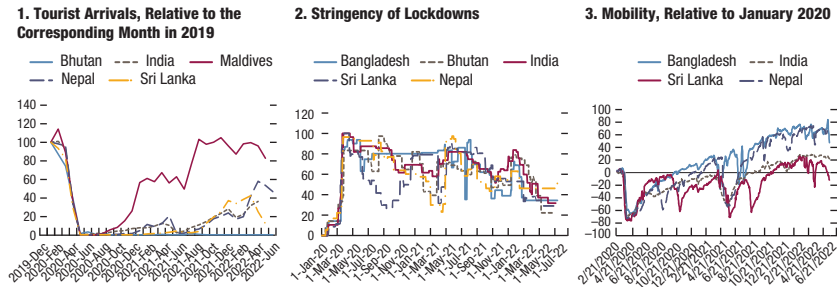 1. Tourist Arrivals, Relative to the
Corresponding Month in 2019
Bhutan India Maldives
Nepal Sri Lanka
140
120
100
80
60
40
20
0
2019-Dec
2020-Feb
2020-Apr
2020-Jun
2020-Aug
2020-Oct
2020-Dec
2021-Feb
2021-Apr
2021-Jun
2021-Aug
2021-Oct
2021-Dec
2022-Feb
2022-Apr
2022-Jun
2. Stringency of Lockdowns
Bangladesh Bhutan India
Sri Lanka Nepal
120
100
80
60
40
20
0
1-Jan-20
1-Mar-20
1-May-20
1-Jul-20
1-Sep-20
1-Nov-20
1-Jan-21
1-Mar-21
1-May-21
1-Jul-21
1-Sep-21
1-Nov-21
1-Jan-22
1-Mar-22
1-May-22
1-Jul-22
3. Mobility, Relative to January 2020
Bangladesh India
Sri Lanka Nepal
100
80
60
40
20
0
−20
−40
−60
−80
−100
2/21/2020
4/21/2020
6/21/2020
8/21/2020
10/21/2020
12/21/2020
2/21/2021
4/21/2021
6/21/2021
8/21/2021
10/21/2021
12/21/2021
2/21/2022
4/21/2022
6/21/2022